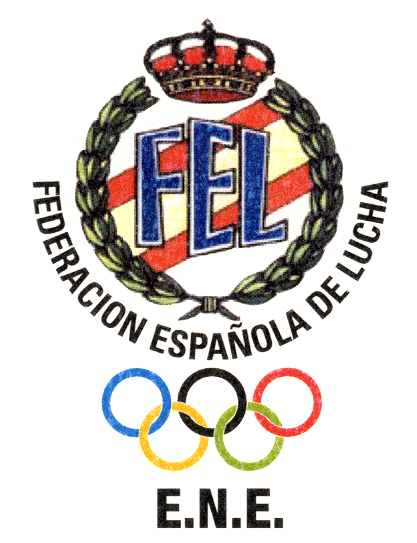 FEL
FEDERACION ESPAÑOLA DE LUCHA
E.N.E.